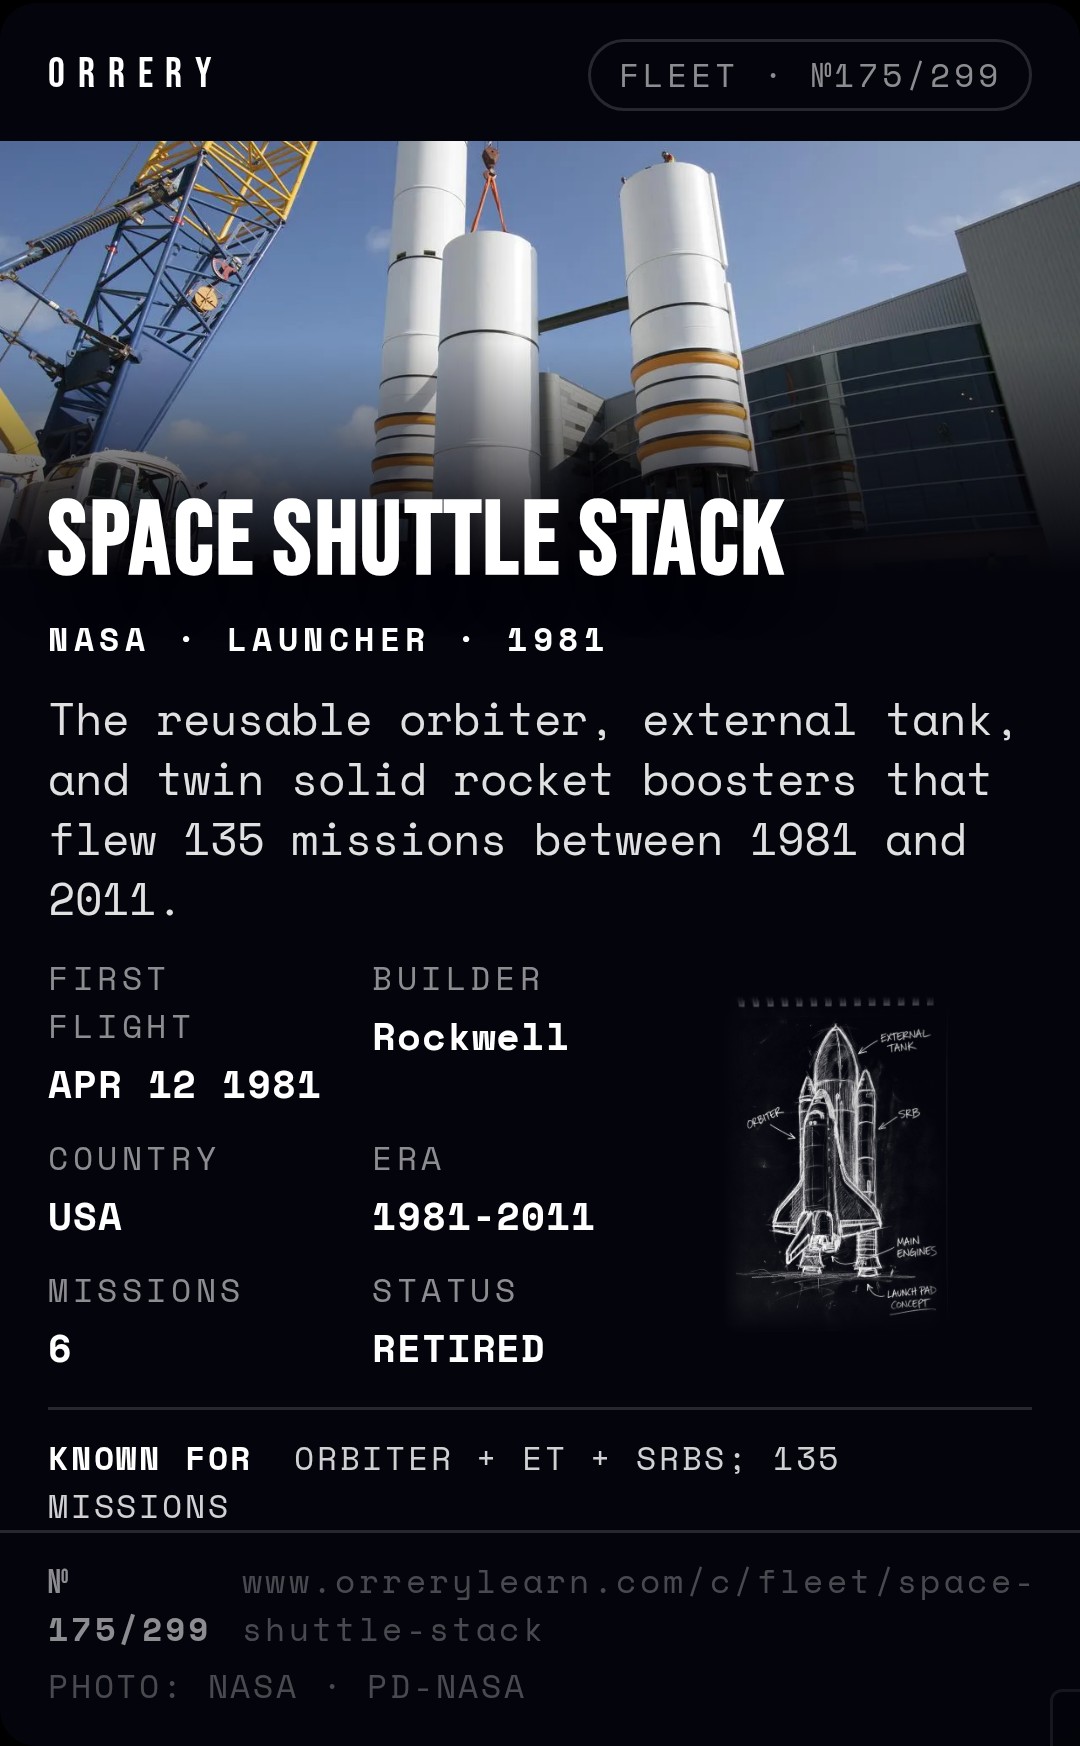 ORRERY
FLEET · №175/299
SPACE SHUTTLE STACK
NASA · LAUNCHER · 1981
The reusable orbiter, external tank,
and twin solid rocket boosters that
flew 135 missions between 1981 and
2011.
FIRST
FLIGHT
APR 12 1981
BUILDER
Rockwell
COUNTRY
USA
ERA
1981-2011
MISSIONS
6
STATUS
RETIRED
EXTERNAL
TANK
ORBITER
SRB
MAIN
ENGINES
LAUNCH PAD
CONCEPT
KNOWN FOR ORBITER + ET + SRBS; 135
MISSIONS
№
175/299
www.orrerylearn.com/c/fleet/space-
shuttle-stack
PHOTO: NASA · PD-NASA